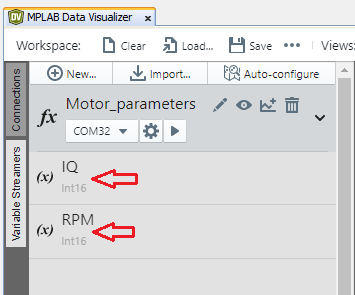 DV MPLAB Data Visualizer x
Workspace: Clear Load... Save ••• Views:
Connections
Variable Streamers
New... Import... Auto-configure
fx Motor_parameters
COM32
(x) IQ
Int16
(x) RPM
Int16